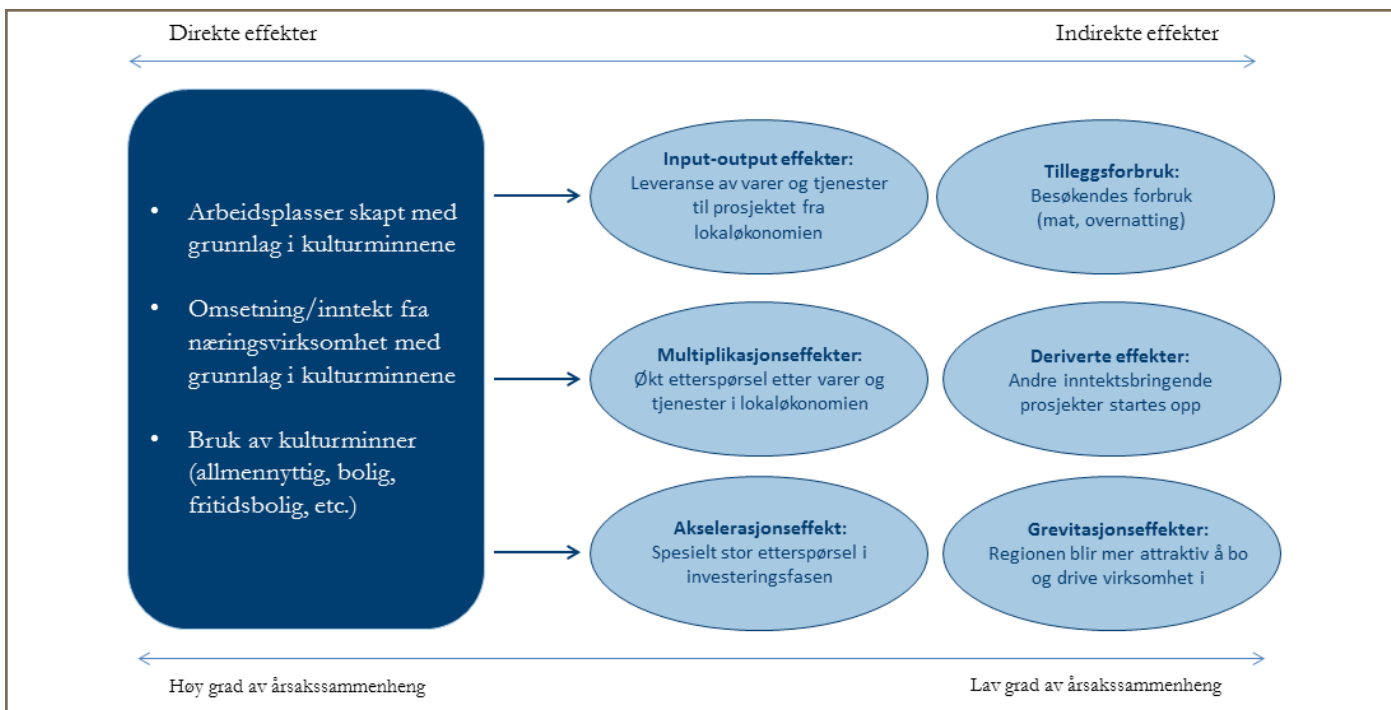 Direkte effekter
Indirekte effekter
• Arbeidsplasser skapt med
grunnlag i kulturminnene
• Omsetning/inntekt fra
næringsvirksomhet med
grunnlag i kulturminnene
• Bruk av kulturminner
(allmennyttig, bolig,
fritidsbolig, etc.)
Input-output effekter:
Leveranse av varer og tjenester
til prosjektet fra
lokaløkonomien
Tilleggsforbruk:
Besøkendes forbruk
(mat, overnatting)
Multiplikasjonseffekter:
Økt etterspørsel etter varer og
tjenester i lokaløkonomien
Deriverte effekter:
Andre inntektsbringende
prosjekter startes opp
Akselerasjonseffekt:
Spesielt stor etterspørsel i
investeringsfasen
Grevitasjonseffekter:
Regionen blir mer attraktiv å bo
og drive virksomhet i
Høy grad av årsakssammenheng
Lav grad av årsakssammenheng